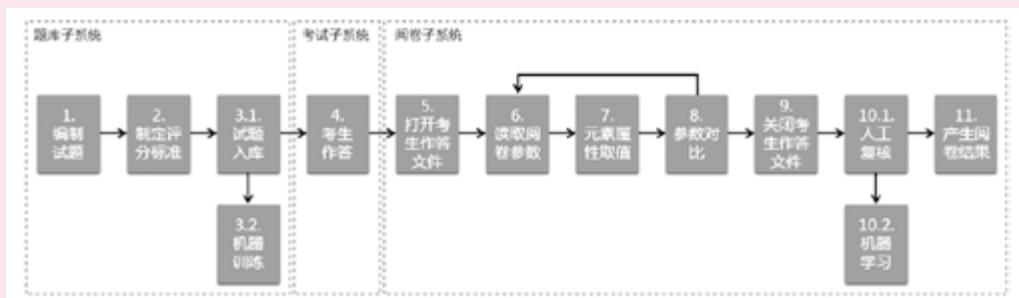 题库子系统
考试子系统
阅卷子系统
1.
编制
试题
2.
制定评
分标准
3.1.
试题
入库
4.
考生
作答
5.
打开考
生作答
文件
6.
读取阅
卷参数
7.
元素属
性取值
8.
参数对
比
9.
关闭考
生作答
文件
10.1.
人工
复核
11.
产生阅
卷结果
3.2.
机器
训练
10.2.
机器
学习